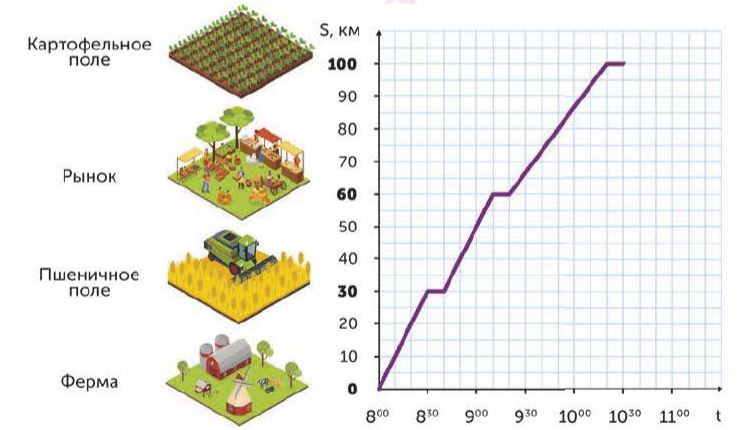 Картофельное
поле
Рынок
Пшеничное
поле
Ферма
S, км
100
90
80
70
60
50
40
30
20
10
0
8⁰⁰ 8³⁰ 9⁰⁰ 9³⁰ 10⁰⁰ 10³⁰ 11⁰⁰ t